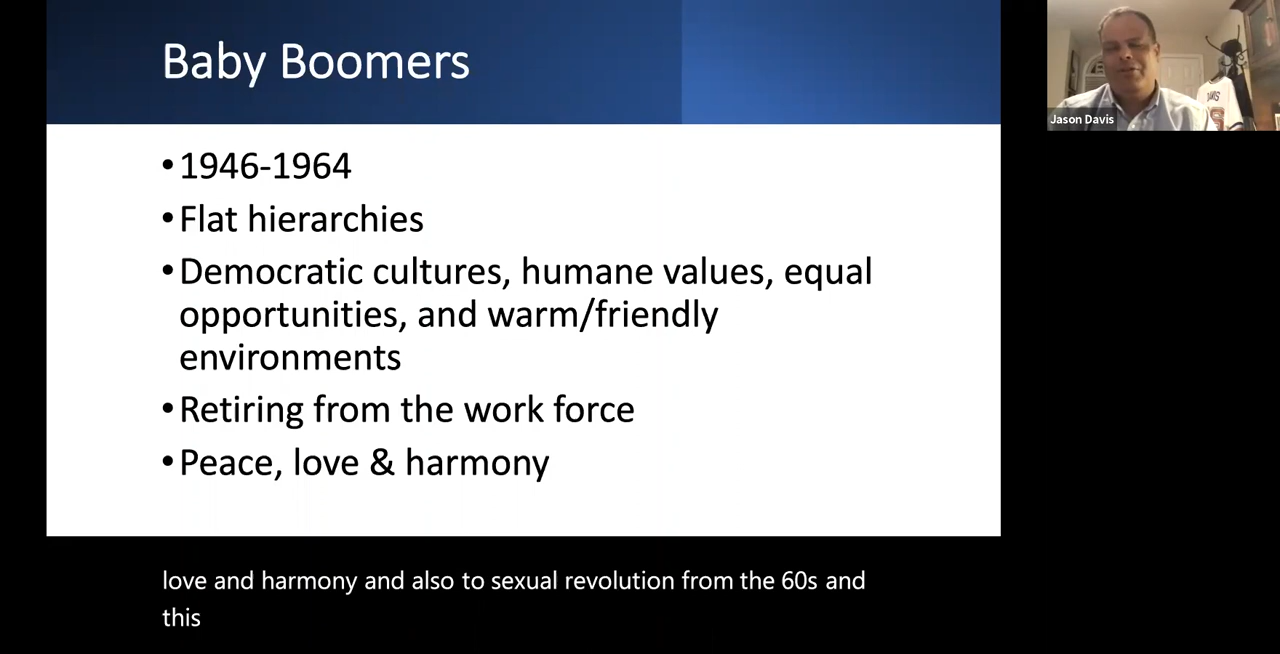 Baby Boomers
•1946-1964
•Flat hierarchies
•Democratic cultures, humane values, equal
opportunities, and warm/friendly
environments
•Retiring from the work force
•Peace, love & harmony
love and harmony and also to sexual revolution from the 60s and
this
Jason Davis